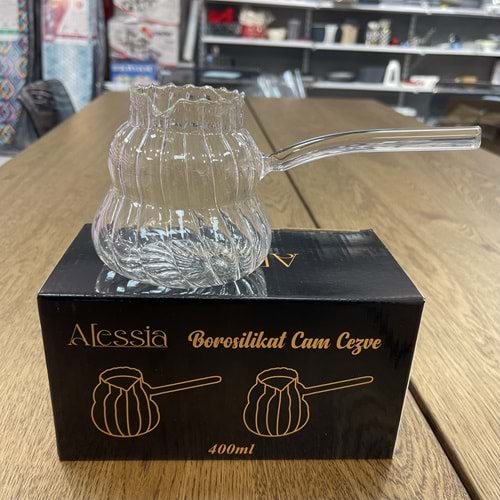 Alessia
Borosilikat Cam Cezve
400ml